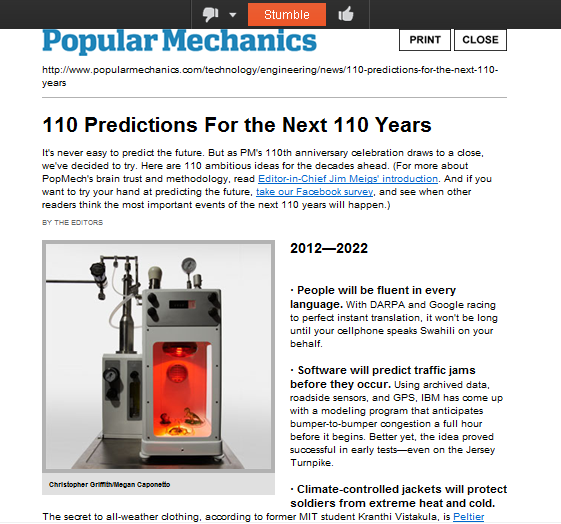 Stumble
Popular Mechanics
PRINT CLOSE
http://www.popularmechanics.com/technology/engineering/news/110-predictions-for-the-next-110-
years
110 Predictions For the Next 110 Years
It's never easy to predict the future. But as PM's 110th anniversary celebration draws to a close,
we've decided to try. Here are 110 ambitious ideas for the decades ahead. (For more about
PopMech's brain trust and methodology, read Editor-in-Chief Jim Meigs' introduction. And if you
want to try your hand at predicting the future, take our Facebook survey, and see when other
readers think the most important events of the next 110 years will happen.)
BY THE EDITORS
Christopher Griffith/Megan Caponetto
2012—2022
· People will be fluent in every
language. With DARPA and Google racing
to perfect instant translation, it won't be long
until your cellphone speaks Swahili on your
behalf.
· Software will predict traffic jams
before they occur. Using archived data,
roadside sensors, and GPS, IBM has come up
with a modeling program that anticipates
bumper-to-bumper congestion a full hour
before it begins. Better yet, the idea proved
successful in early tests—even on the Jersey
Turnpike.
· Climate-controlled jackets will protect
soldiers from extreme heat and cold.
The secret to all-weather clothing, according to former MIT student Kranthi Vistakula, is Peltier